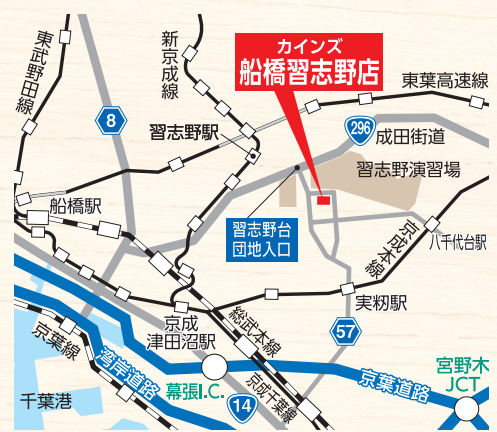 東武野田線
新京成線
カインズ
船橋習志野店
東葉高速線
8
296
成田街道
習志野駅
習志野演習場
船橋駅
習志野台
団地入口
京成本線
八千代台駅
実籾駅
京成
津田沼駅
総武本線
57
京葉線
湾岸道路
幕張I.C.
京成千葉線
京葉道路
宮野木
JCT
14
千葉港